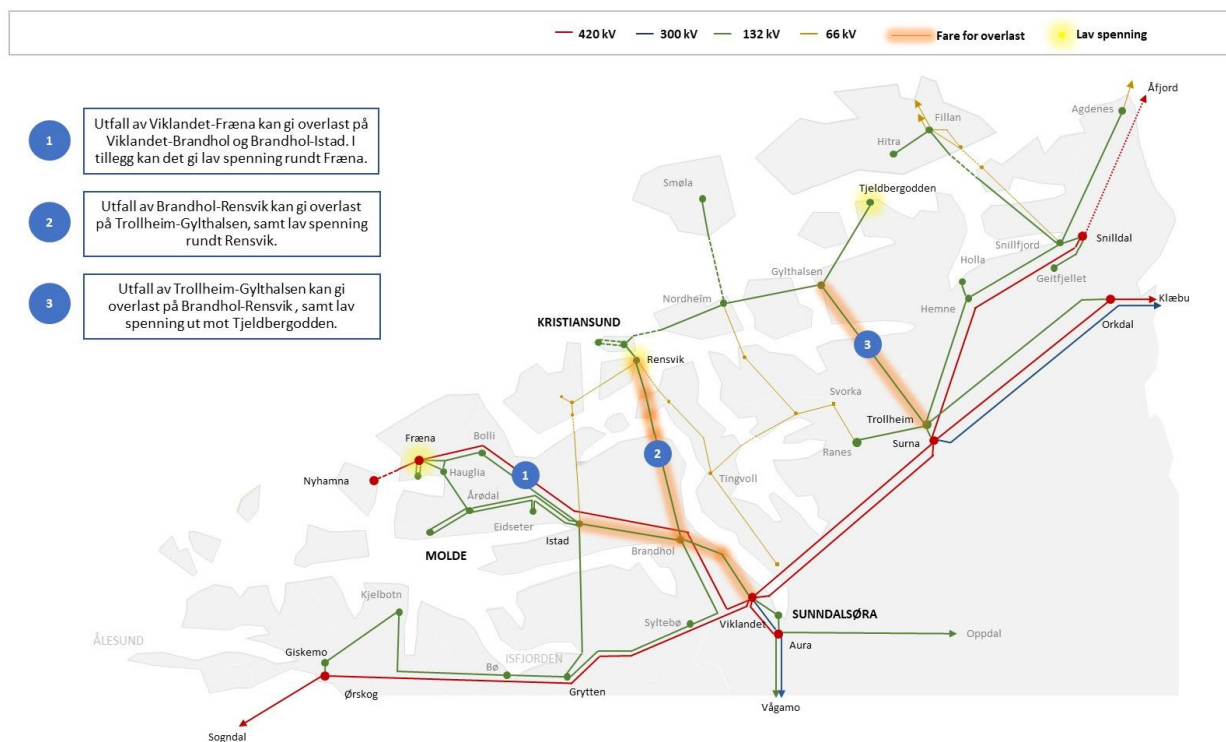 420 kV 300 kV 132 kV 66 kV Fare for overlast Lav spenning
1
Utfall av Viklandet-Fræna kan gi overlast på
Viklandet-Brandhol og Brandhol-Istad. I
tillegg kan det gi lav spenning rundt Fræna.
2
Utfall av Brandhol-Rensvik kan gi overlast
på Trollheim-Gylthalsen, samt lav spenning
rundt Rensvik.
3
Utfall av Trollheim-Gylthalsen kan gi
overlast på Brandhol-Rensvik , samt lav
spenning ut mot Tjeldbergodden.
Åfjord
Agdenes
Fillan
Hitra
Smøla
Tjeldbergodden
Snillfjord
Snilldal
Holla
Geitfjellet
Gylthalsen
Nordheim
Hemne
Klæbu
Orkdal
KRISTIANSUND
Rensvik
3
Svorka
Trollheim
Ranes
Surna
Fræna
Bolli
Hauglia
1
2
Nyhamna
Tingvoll
Årødal
Eidseter
Istad
MOLDE
Brandhol
Kjelbotn
Syltebø
Viklandet
SUNNDALSØRA
ÅLESUND
Oppdal
Aura
Giskemo
ISFJORDEN
Bø
Ørskog
Grytten
Vågamo
Sogndal